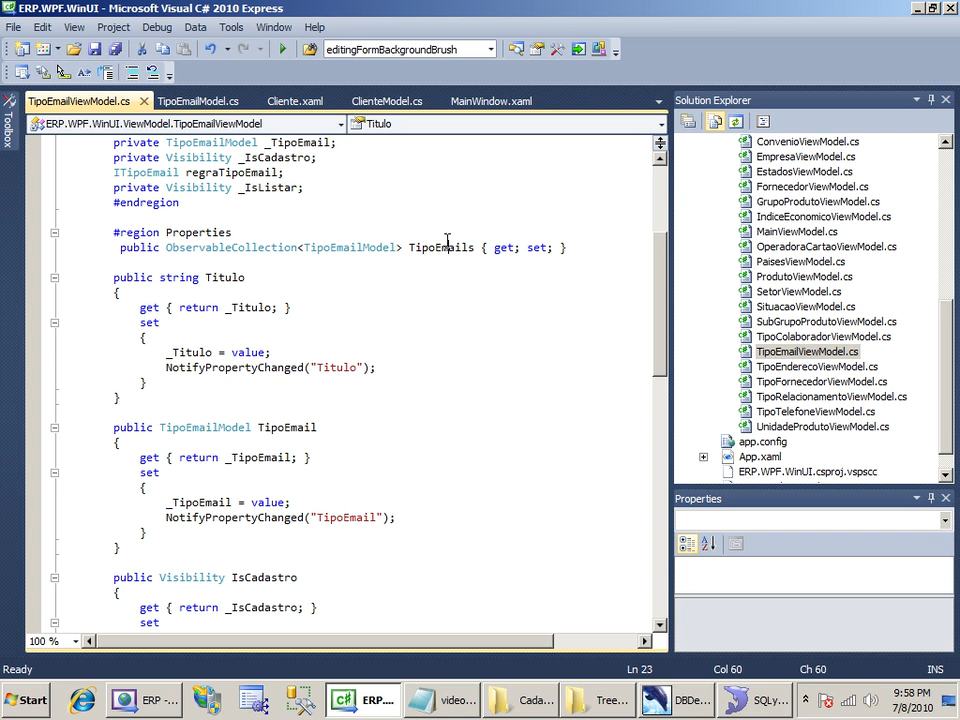 ERP.WPF.WinUI - Microsoft Visual C# 2010 Express
File Edit View Project Debug Data Tools Window Help
editingFormBackgroundBrush
Toolbox
TipoEmailViewModel.cs TipoEmailModel.cs Cliente.xaml ClienteModel.cs MainWindow.xaml
ERP.WPF.WinUI.ViewModel.TipoEmailViewModel Titulo
private TipoEmailModel _TipoEmail;
private Visibility _IsCadastro;
ITipoEmail regraTipoEmail;
private Visibility _IsListar;
#endregion
#region Properties
public ObservableCollection<TipoEmailModel> TipoEmails { get; set; }
public string Titulo
{
get { return _Titulo; }
set
{
_Titulo = value;
NotifyPropertyChanged("Titulo");
}
}
public TipoEmailModel TipoEmail
{
get { return _TipoEmail; }
set
{
_TipoEmail = value;
NotifyPropertyChanged("TipoEmail");
}
}
public Visibility IsCadastro
{
get { return _IsCadastro; }
set
100 %
Solution Explorer
ConvenioViewModel.cs
EmpresaViewModel.cs
EstadosViewModel.cs
FornecedorViewModel.cs
GrupoProdutoViewModel.cs
IndiceEconomicoViewModel.cs
MainViewModel.cs
OperadoraCartaoViewModel.cs
PaisesViewModel.cs
ProdutoViewModel.cs
SetorViewModel.cs
SituacaoViewModel.cs
SubGrupoProdutoViewModel.cs
TipoColaboradorViewModel.cs
TipoEmailViewModel.cs
TipoEnderecoViewModel.cs
TipoFornecedorViewModel.cs
TipoRelacionamentoViewModel.cs
TipoTelefoneViewModel.cs
UnidadeProdutoViewModel.cs
app.config
App.xaml
ERP.WPF.WinUI.csproj.vspscc
Properties
Ready Ln 23 Col 60 Ch 60 INS
Start ERP -... ERP.... video... Cada... Tree... DBDe... SQLy... 9:58 PM
7/8/2010